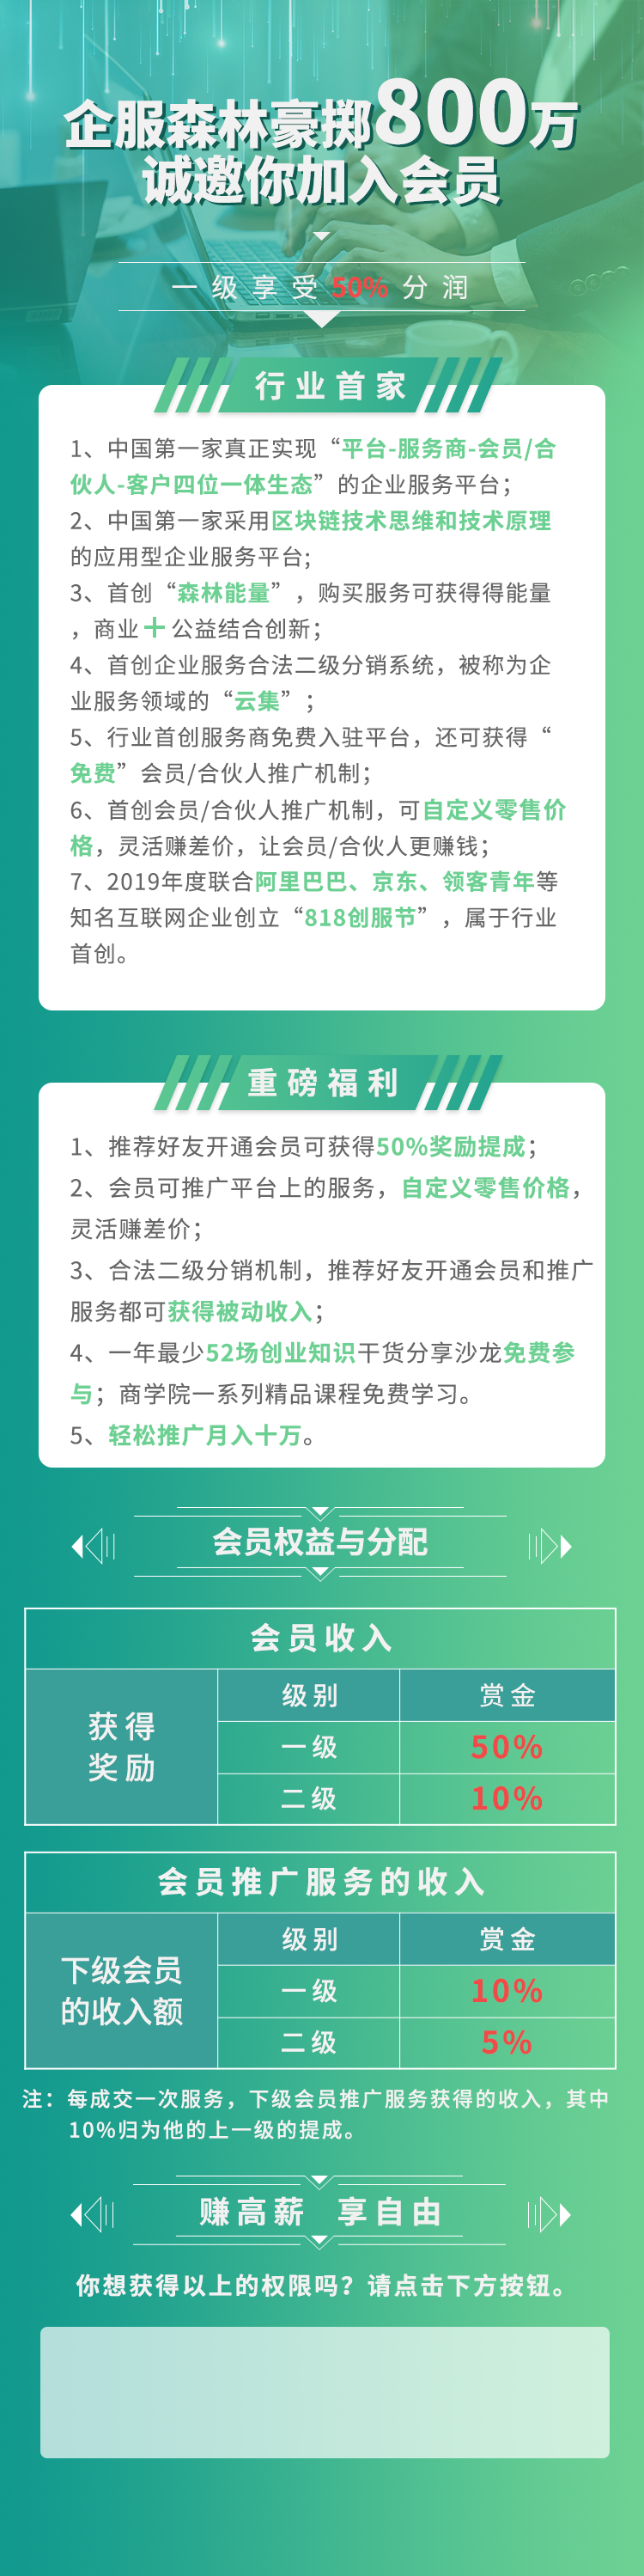 企服森林豪掷800万
诚邀你加入会员
一级享受50%分润
行业首家
1、中国第一家真正实现“平台-服务商-会员/合
伙人-客户四位一体生态”的企业服务平台；
2、中国第一家采用区块链技术思维和技术原理
的应用型企业服务平台;
3、首创“森林能量”，购买服务可获得得能量
，商业＋公益结合创新；
4、首创企业服务合法二级分销系统，被称为企
业服务领域的“云集”；
5、行业首创服务商免费入驻平台，还可获得“
免费”会员/合伙人推广机制；
6、首创会员/合伙人推广机制，可自定义零售价
格，灵活赚差价，让会员/合伙人更赚钱；
7、2019年度联合阿里巴巴、京东、领客青年等
知名互联网企业创立“818创服节”，属于行业
首创。
重磅福利
1、推荐好友开通会员可获得50%奖励提成；
2、会员可推广平台上的服务，自定义零售价格，
灵活赚差价；
3、合法二级分销机制，推荐好友开通会员和推广
服务都可获得被动收入；
4、一年最少52场创业知识干货分享沙龙免费参
与；商学院一系列精品课程免费学习。
5、轻松推广月入十万。
会员权益与分配
会员收入
获得
奖励
级别 赏金
一级 50%
二级 10%
会员推广服务的收入
下级会员
的收入额
级别 赏金
一级 10%
二级 5%
注：每成交一次服务，下级会员推广服务获得的收入，其中
10%归为他的上一级的提成。
赚高薪 享自由
你想获得以上的权限吗？请点击下方按钮。